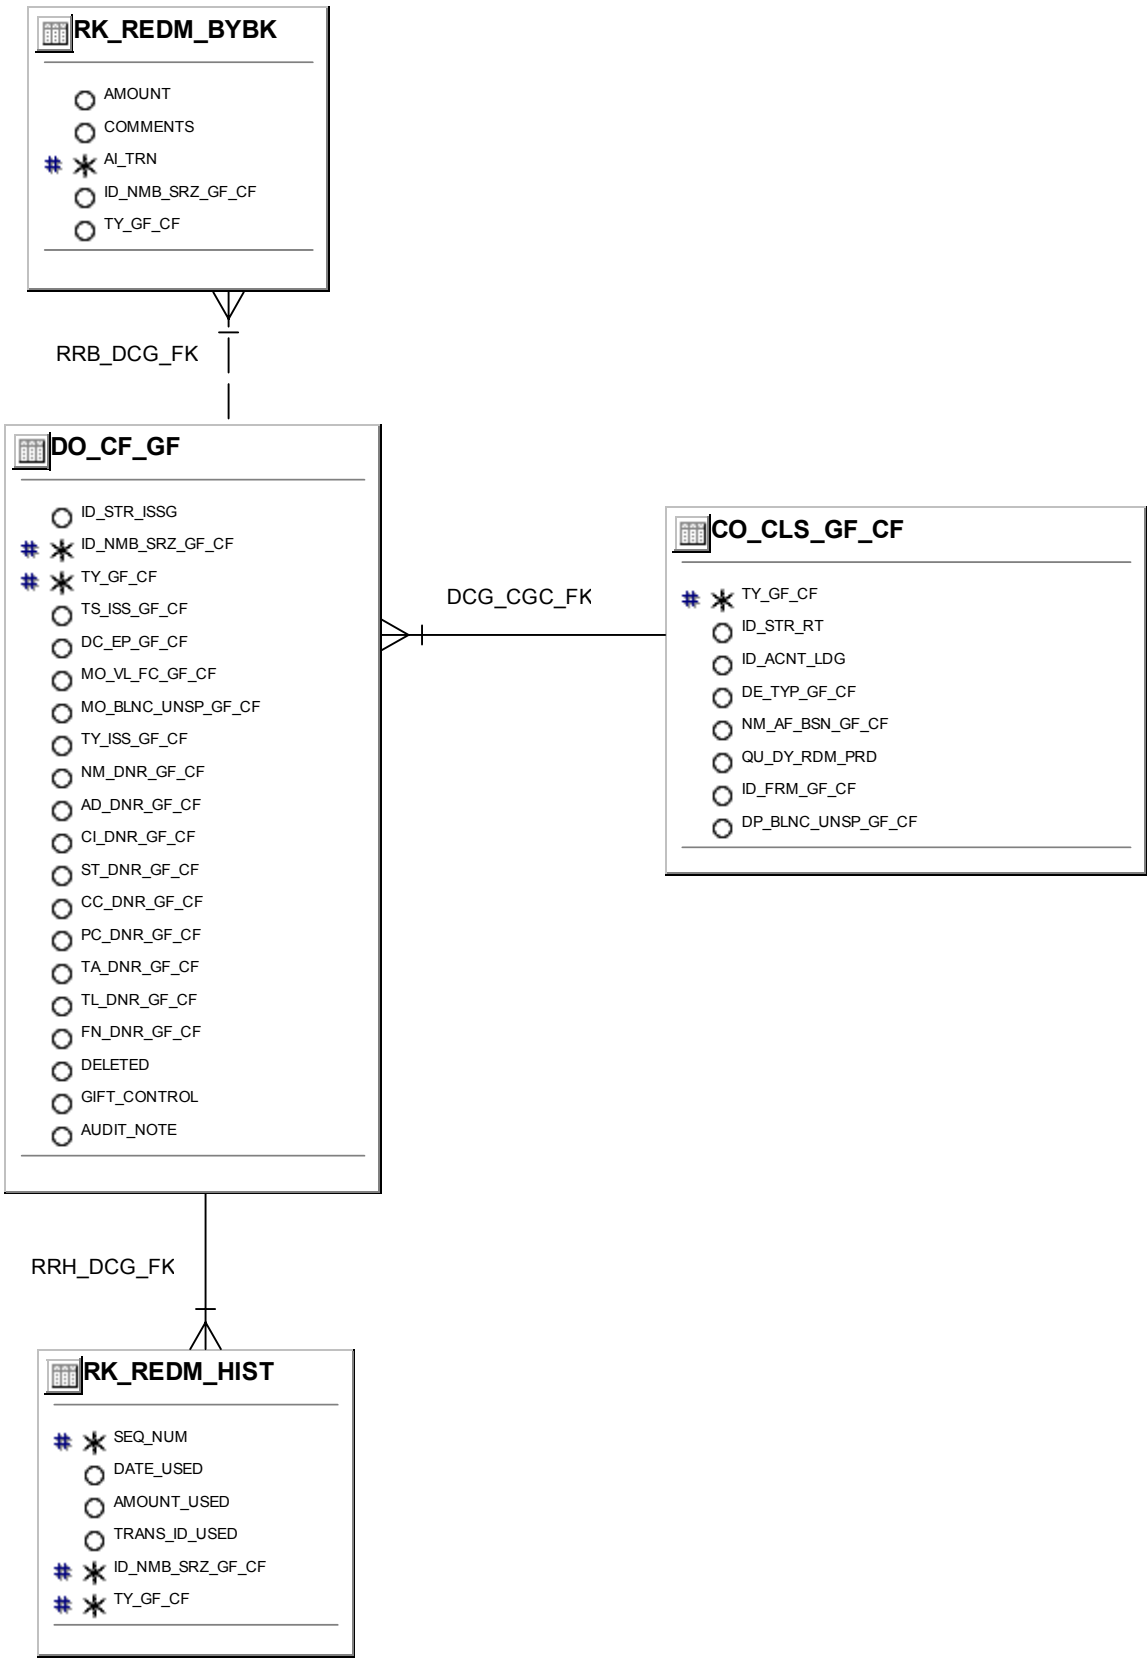 RK_REDM_BYBK
AMOUNT
COMMENTS
# AI_TRN
ID_NMB_SRZ_GF_CF
TY_GF_CF
RRB_DCG_FK
DO_CF_GF
ID_STR_ISSG
# ID_NMB_SRZ_GF_CF
# TY_GF_CF
TS_ISS_GF_CF
DC_EP_GF_CF
MO_VL_FC_GF_CF
MO_BLNC_UNSP_GF_CF
TY_ISS_GF_CF
NM_DNR_GF_CF
AD_DNR_GF_CF
CI_DNR_GF_CF
ST_DNR_GF_CF
CC_DNR_GF_CF
PC_DNR_GF_CF
TA_DNR_GF_CF
TL_DNR_GF_CF
FN_DNR_GF_CF
DELETED
GIFT_CONTROL
AUDIT_NOTE
DCG_CGC_FK
CO_CLS_GF_CF
# TY_GF_CF
ID_STR_RT
ID_ACNT_LDG
DE_TYP_GF_CF
NM_AF_BSN_GF_CF
QU_DY_RDM_PRD
ID_FRM_GF_CF
DP_BLNC_UNSP_GF_CF
RRH_DCG_FK
RK_REDM_HIST
# SEQ_NUM
DATE_USED
AMOUNT_USED
TRANS_ID_USED
# ID_NMB_SRZ_GF_CF
# TY_GF_CF